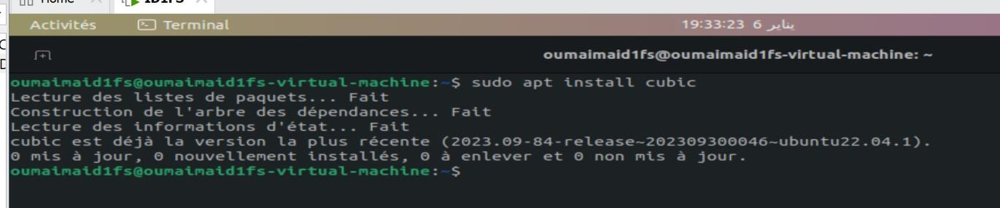 Home
ID1FS
Activités
Terminal
19:33:23 6 يناير
oumaimaid1fs@oumaimaid1fs-virtual-machine: ~
oumaimaid1fs@oumaimaid1fs-virtual-machine:~$ sudo apt install cubic
Lecture des listes de paquets... Fait
Construction de l'arbre des dépendances... Fait
Lecture des informations d'état... Fait
cubic est déjà la version la plus récente (2023.09-84-release~202309300046~ubuntu22.04.1).
0 mis à jour, 0 nouvellement installés, 0 à enlever et 0 non mis à jour.
oumaimaid1fs@oumaimaid1fs-virtual-machine:~$